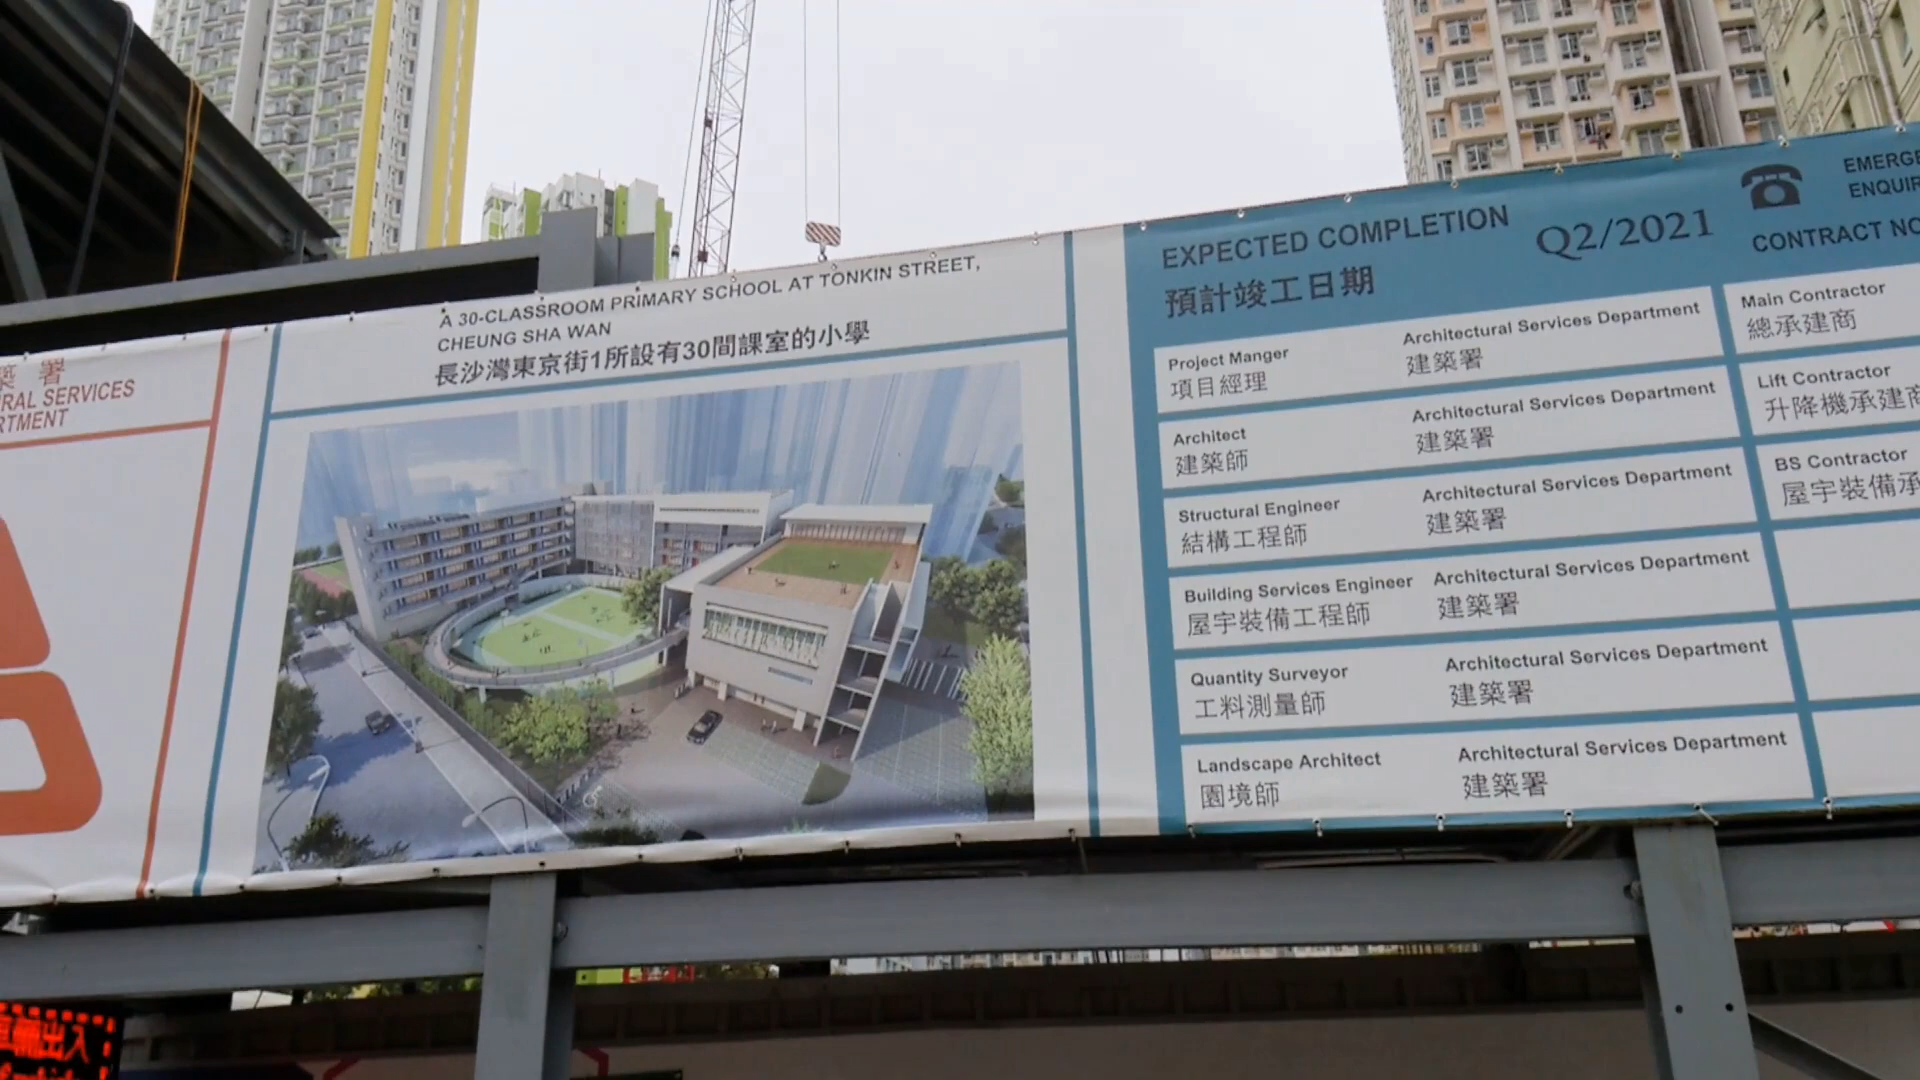 築署
RAL SERVICES
RTMENT
A 30-CLASSROOM PRIMARY SCHOOL AT TONKIN STREET,
CHEUNG SHA WAN
長沙灣東京街1所設有30間課室的小學
EXPECTED COMPLETION Q2/2021
預計竣工日期
EMERGE
ENQUIR
CONTRACT NO
Project Manger Architectural Services Department
項目經理 建築署
Architect Architectural Services Department
建築師 建築署
Structural Engineer Architectural Services Department
結構工程師 建築署
Building Services Engineer Architectural Services Department
屋宇裝備工程師 建築署
Quantity Surveyor Architectural Services Department
工料測量師 建築署
Landscape Architect Architectural Services Department
園境師 建築署
Main Contractor
總承建商
Lift Contractor
升降機承建商
BS Contractor
屋宇裝備承